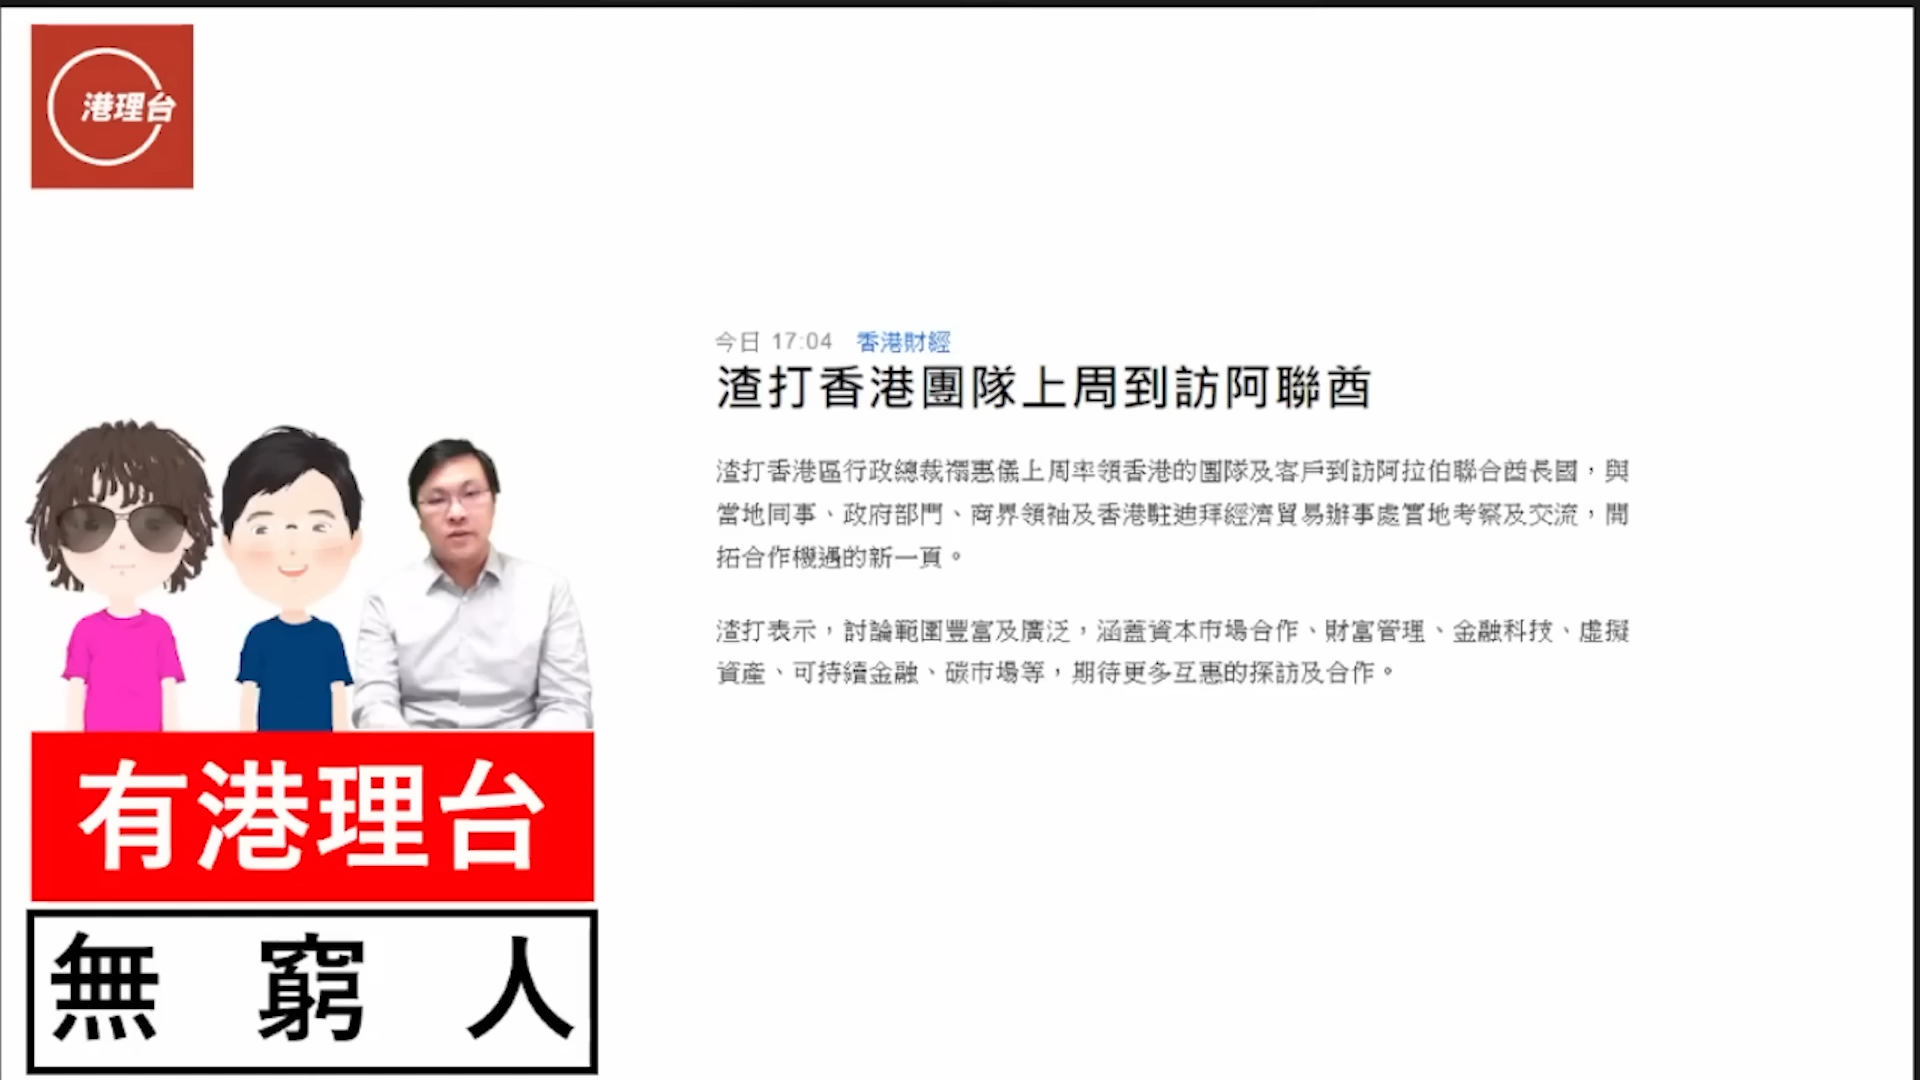 港理台
今日 17:04 香港財經
渣打香港團隊上周到訪阿聯酋
渣打香港區行政總裁禤惠儀上周率領香港的團隊及客戶到訪阿拉伯聯合酋長國，與
當地同事、政府部門、商界領袖及香港駐迪拜經濟貿易辦事處實地考察及交流，開
拓合作機遇的新一頁。
渣打表示，討論範圍豐富及廣泛，涵蓋資本市場合作、財富管理、金融科技、虛擬
資產、可持續金融、碳市場等，期待更多互惠的探訪及合作。
有港理台
無窮人